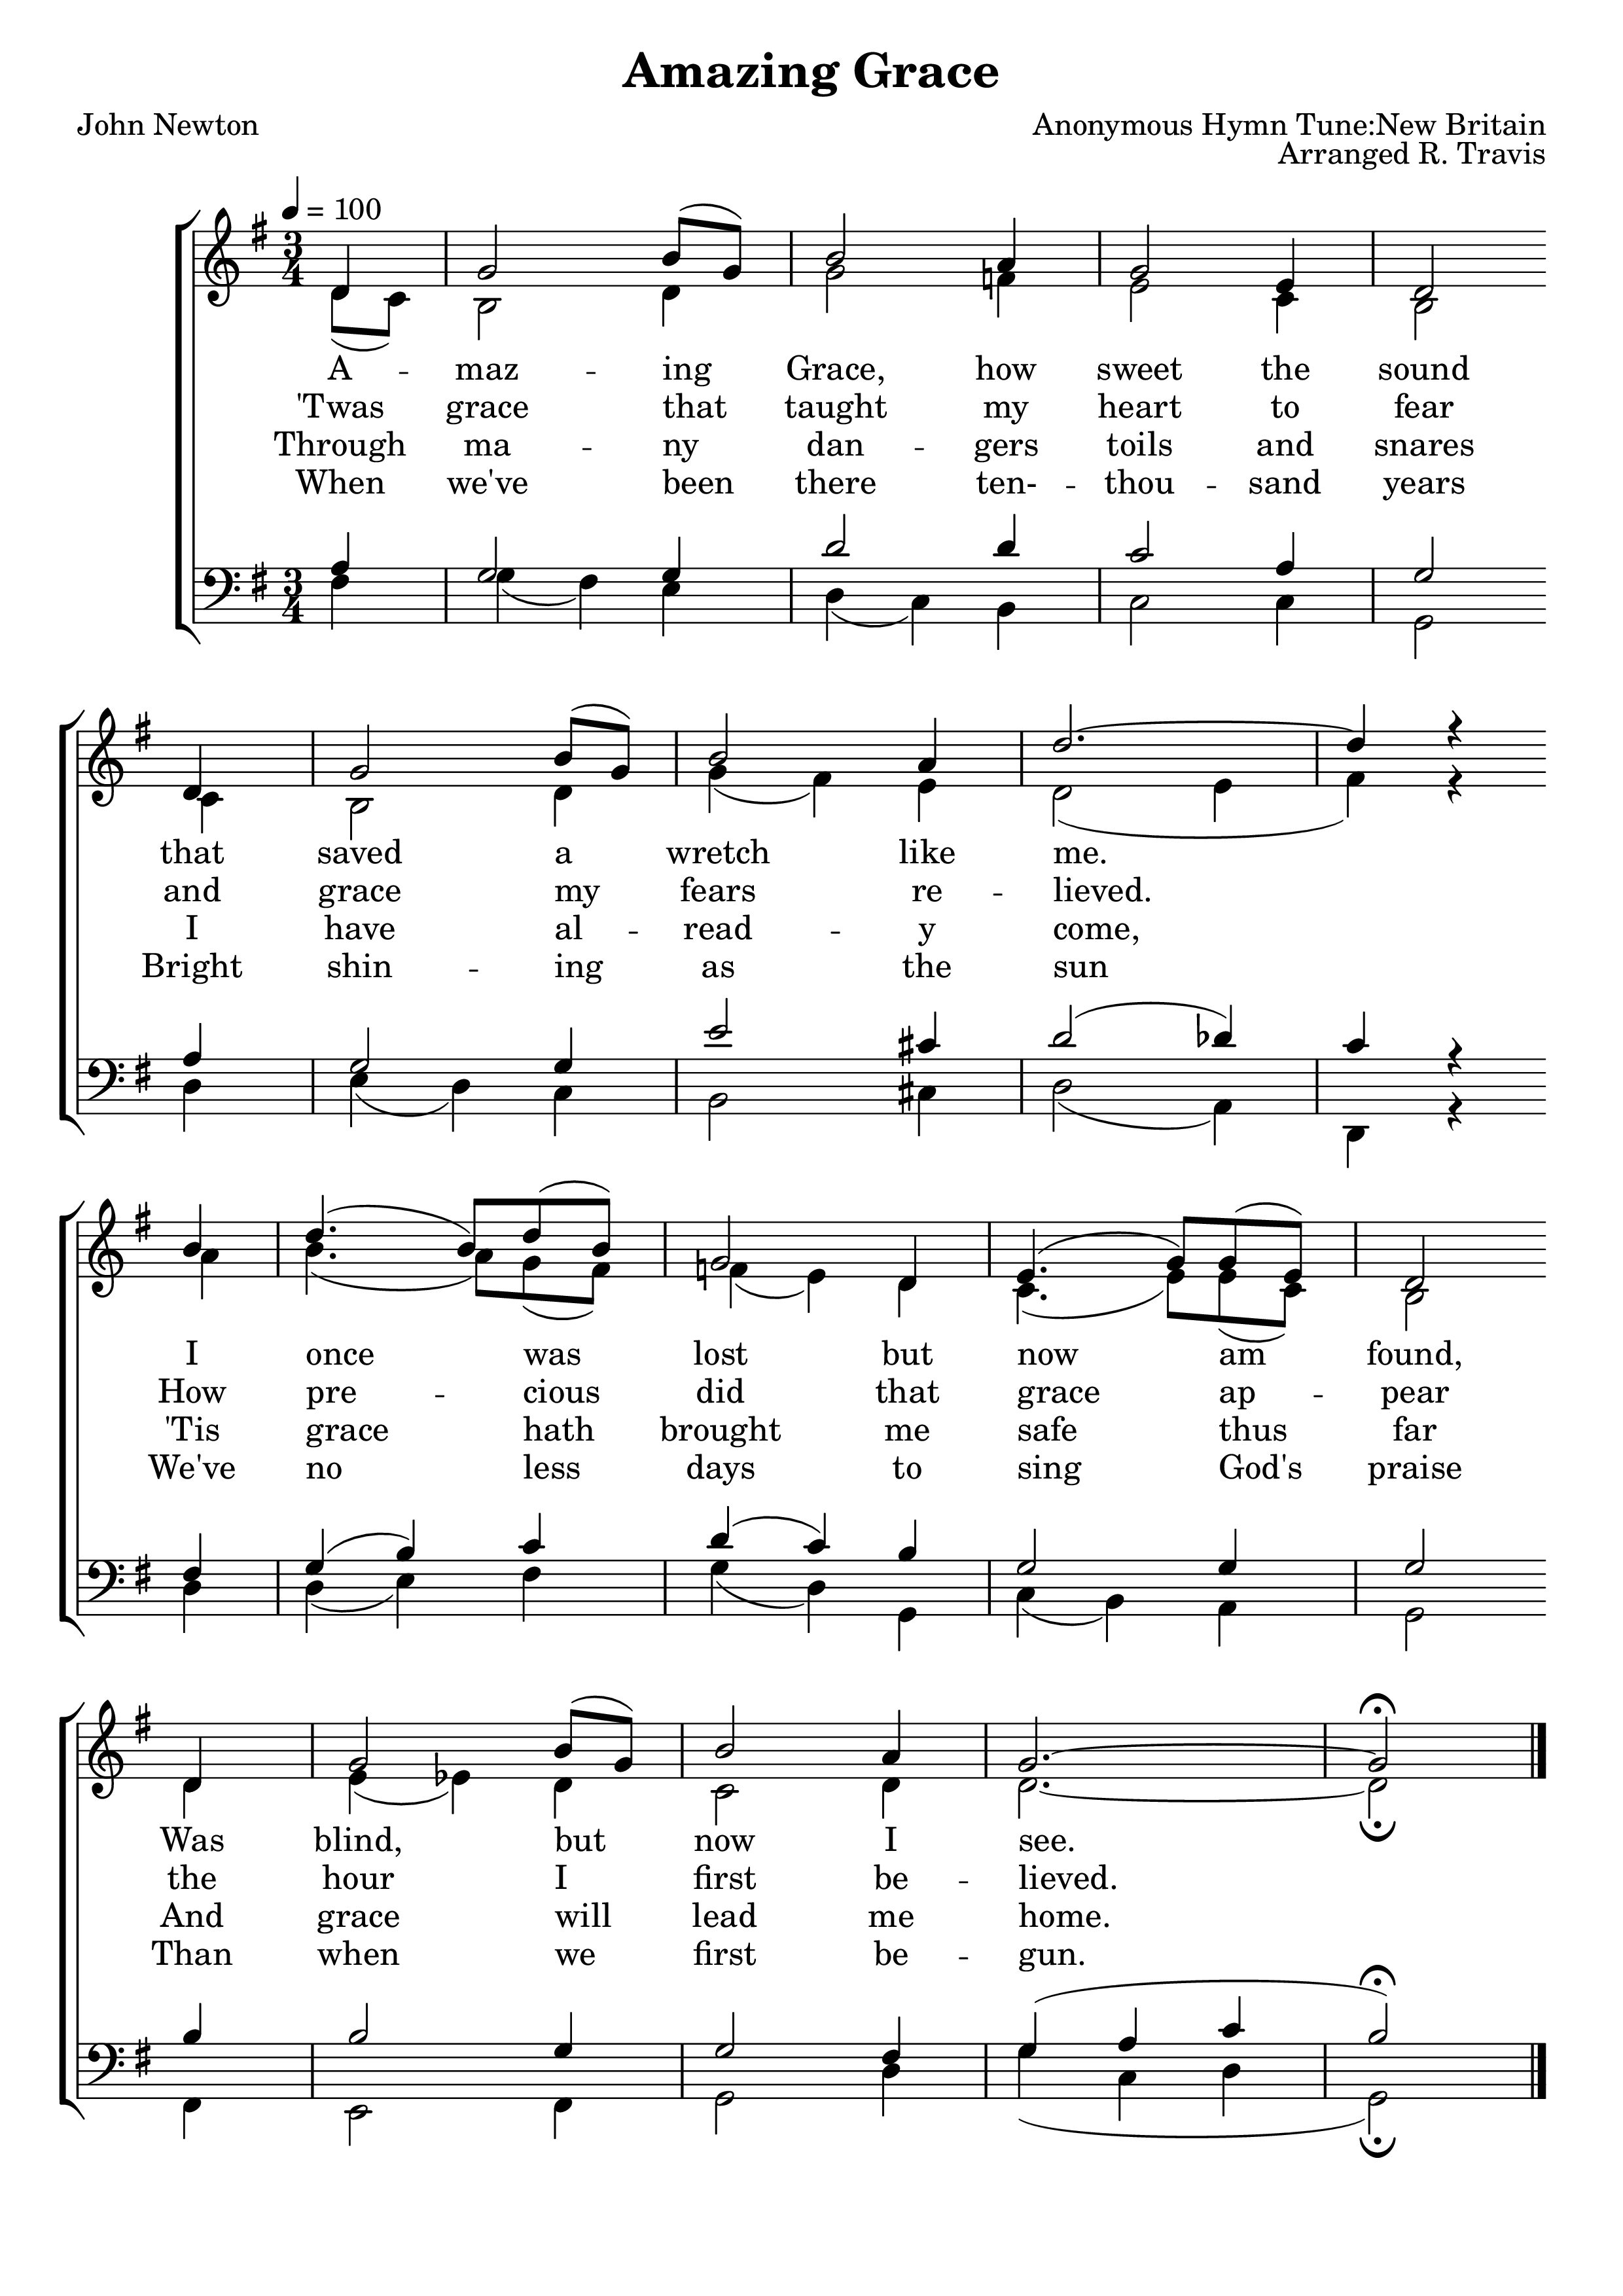 Amazing Grace
John Newton
Anonymous Hymn Tune:New Britain
Arranged R. Travis
= 100
3
4
A -- maz -- ing Grace, how sweet the sound
'Twas grace that taught my heart to fear
Through ma -- ny dan -- gers toils and snares
When we've been there ten- -- thou -- sand years
3
4
that saved a wretch like me.
and grace my fears re -- lieved.
I have al -- read -- y come,
Bright shin -- ing as the sun
I once was lost but now am found,
How pre -- cious did that grace ap -- pear
'Tis grace hath brought me safe thus far
We've no less days to sing God's praise
Was blind, but now I see.
the hour I first be -- lieved.
And grace will lead me home.
Than when we first be -- gun.